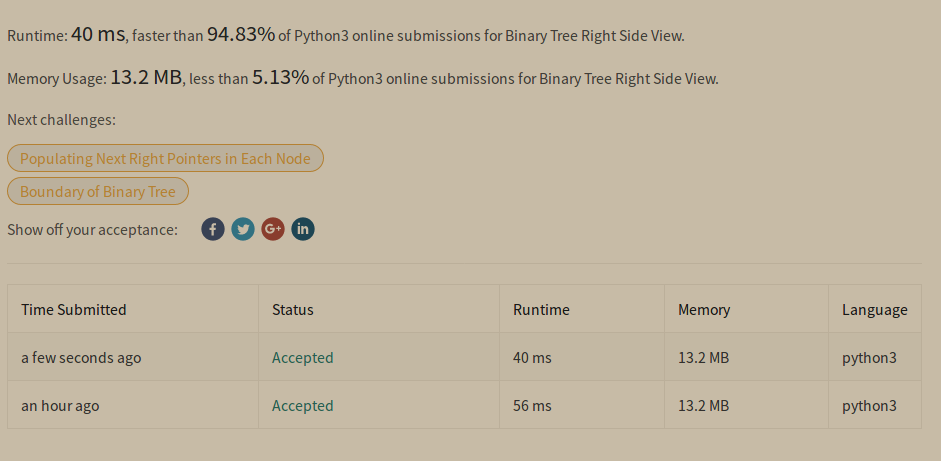 Runtime: 40 ms, faster than 94.83% of Python3 online submissions for Binary Tree Right Side View.
Memory Usage: 13.2 MB, less than 5.13% of Python3 online submissions for Binary Tree Right Side View.
Next challenges:
Populating Next Right Pointers in Each Node
Boundary of Binary Tree
Show off your acceptance: f G+ in
Time Submitted Status Runtime Memory Language
a few seconds ago Accepted 40 ms 13.2 MB python3
an hour ago Accepted 56 ms 13.2 MB python3